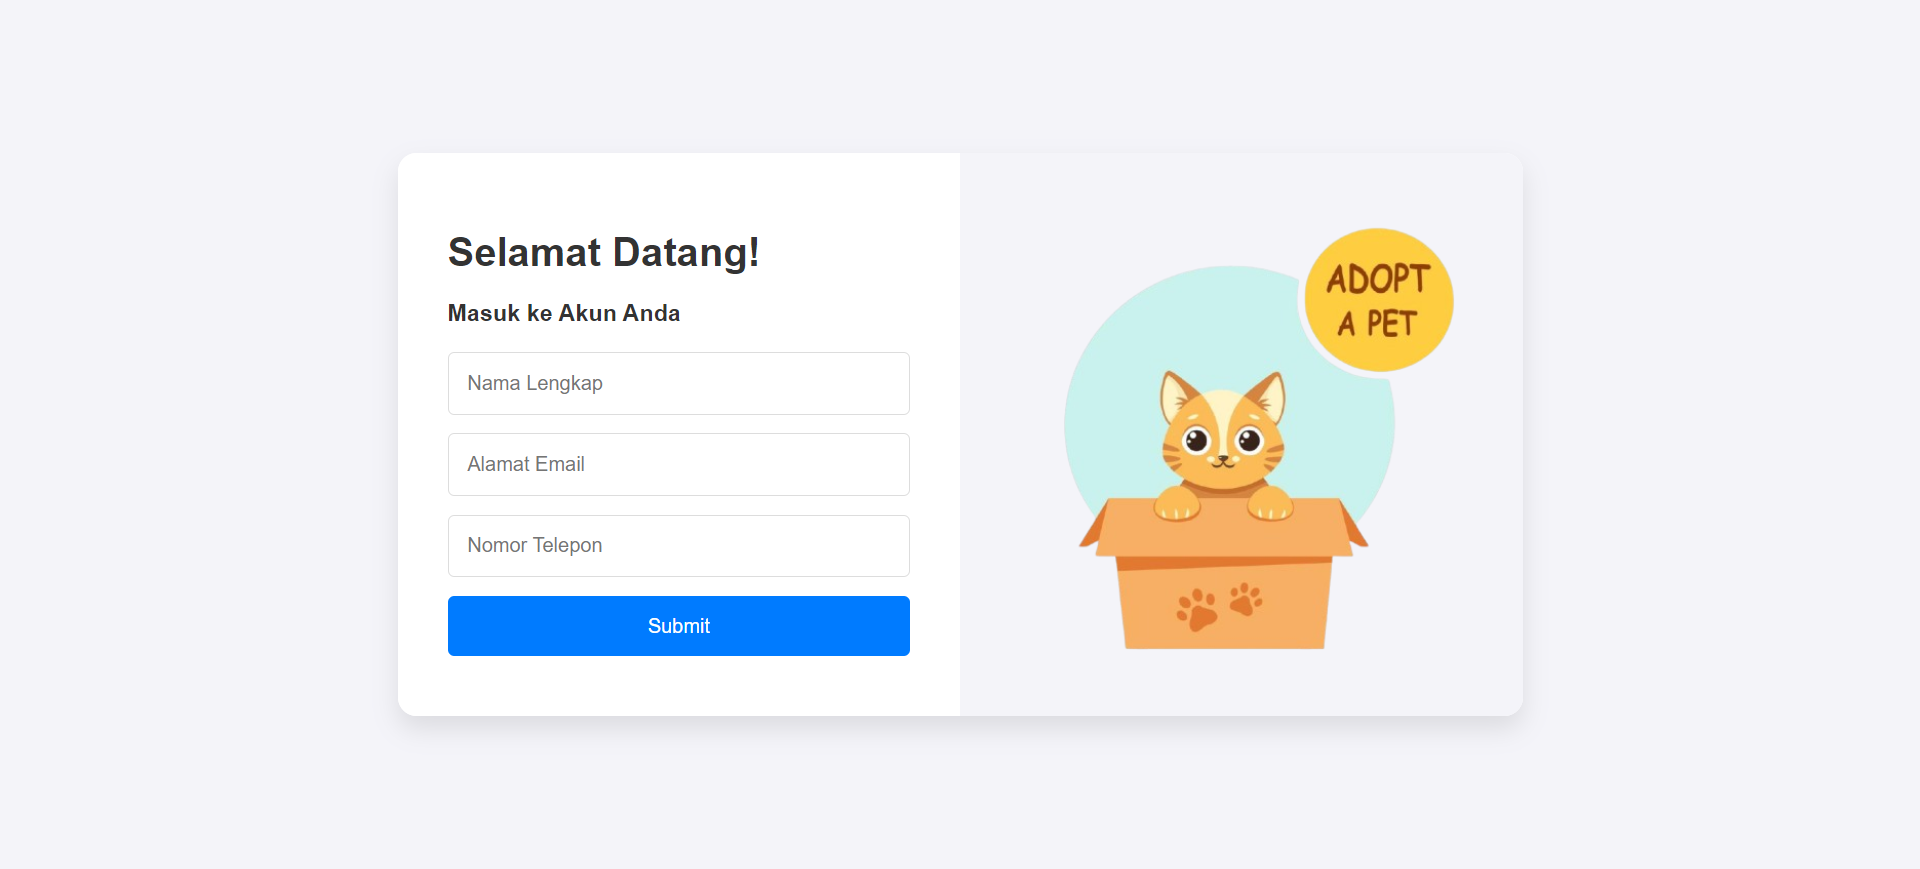 Selamat Datang!
Masuk ke Akun Anda
Nama Lengkap
Alamat Email
Nomor Telepon
Submit
ADOPT
A PET